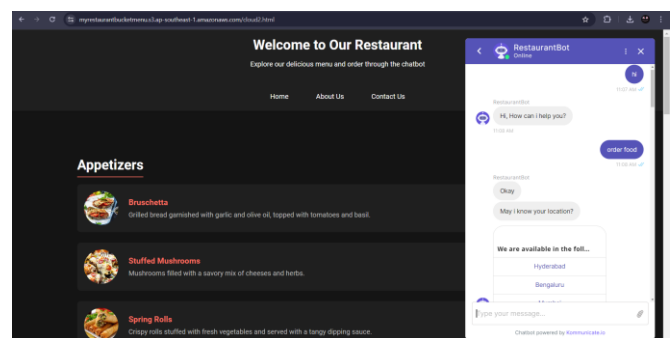 myrestaurantbucketmenu.s3.ap-southeast-1.amazonaws.com/cloud2.html
Welcome to Our Restaurant
Explore our delicious menu and order through the chatbot
Home About Us Contact Us
Appetizers
Bruschetta
Grilled bread garnished with garlic and olive oil, topped with tomatoes and basil.
Stuffed Mushrooms
Mushrooms filled with a savory mix of cheeses and herbs.
Spring Rolls
Crispy rolls stuffed with fresh vegetables and served with a tangy dipping sauce.
RestaurantBot
Online
hi
11:07 AM
RestaurantBot
Hi, How can i help you?
order food
RestaurantBot
Okay
May i know your location?
We are available in the foll...
Hyderabad
Bengaluru
Type your message...
Chatbot powered by Kommunicate.io